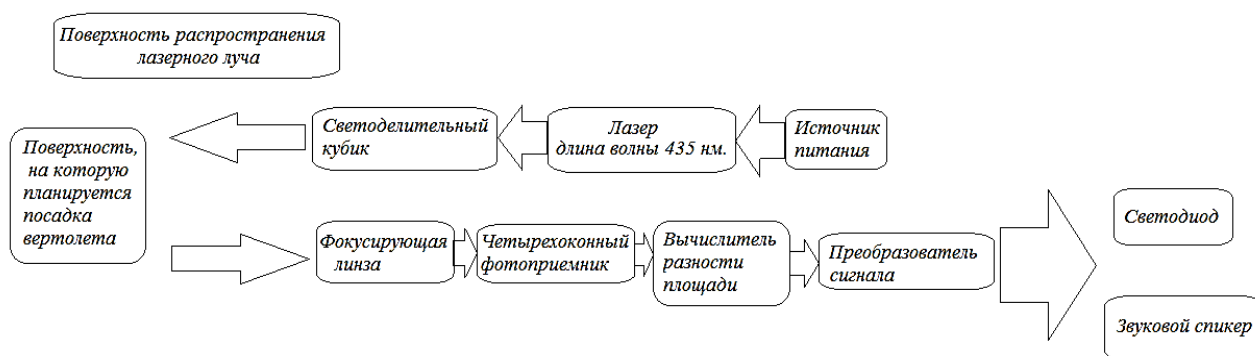 Поверхность распространения
лазерного луча
Светоделительный
кубик
Лазер
длина волны 435 нм.
Источник
питания
Поверхность,
на которую
планируется
посадка
вертолета
Фокусирующая
линза
Четырехоконный
фотоприемник
Вычислитель
разности
площади
Преобразователь
сигнала
Светодиод
Звуковой спикер